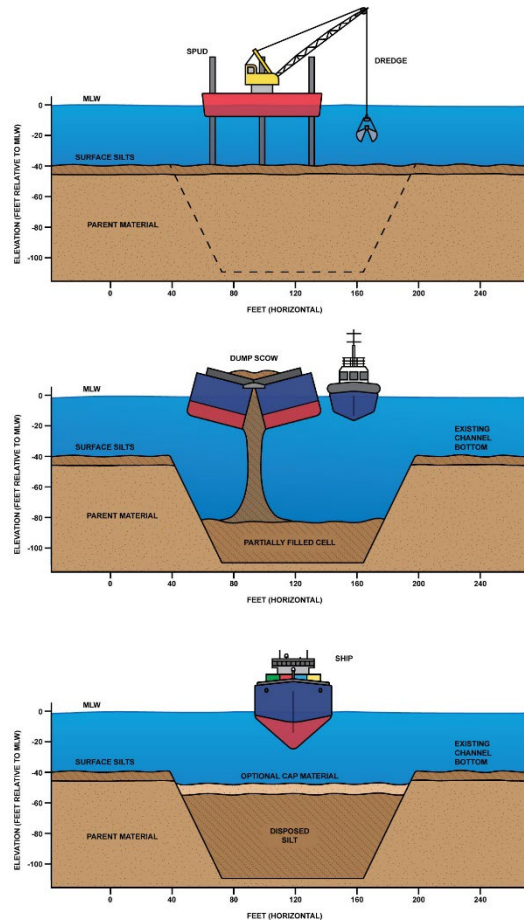 SPUD
DREDGE
MLW
0
-20
SURFACE SILTS
-40
-60
PARENT MATERIAL
-80
-100
ELEVATION (FEET RELATIVE TO MLW)
0 40 80 120 160 200 240
FEET (HORIZONTAL)
DUMP SCOW
MLW
0
-20
SURFACE SILTS
EXISTING
CHANNEL
BOTTOM
-40
-60
PARENT MATERIAL
-80
PARTIALLY FILLED CELL
-100
ELEVATION (FEET RELATIVE TO MLW)
0 40 80 120 160 200 240
FEET (HORIZONTAL)
SHIP
MLW
0
-20
SURFACE SILTS
EXISTING
CHANNEL
BOTTOM
-40
OPTIONAL CAP MATERIAL
-60
PARENT MATERIAL
-80
DISPOSED
SILT
-100
ELEVATION (FEET RELATIVE TO MLW)
0 40 80 120 160 200 240
FEET (HORIZONTAL)